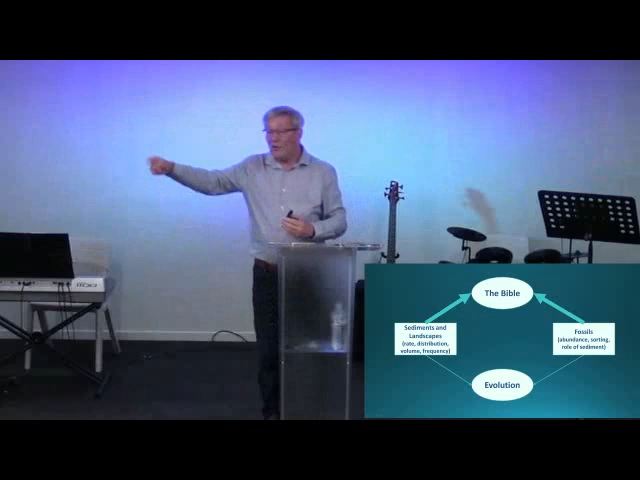 The Bible
Sediments and
Landscapes
(rate, distribution,
volume, frequency)
Fossils
(abundance, sorting,
role of sediment)
Evolution